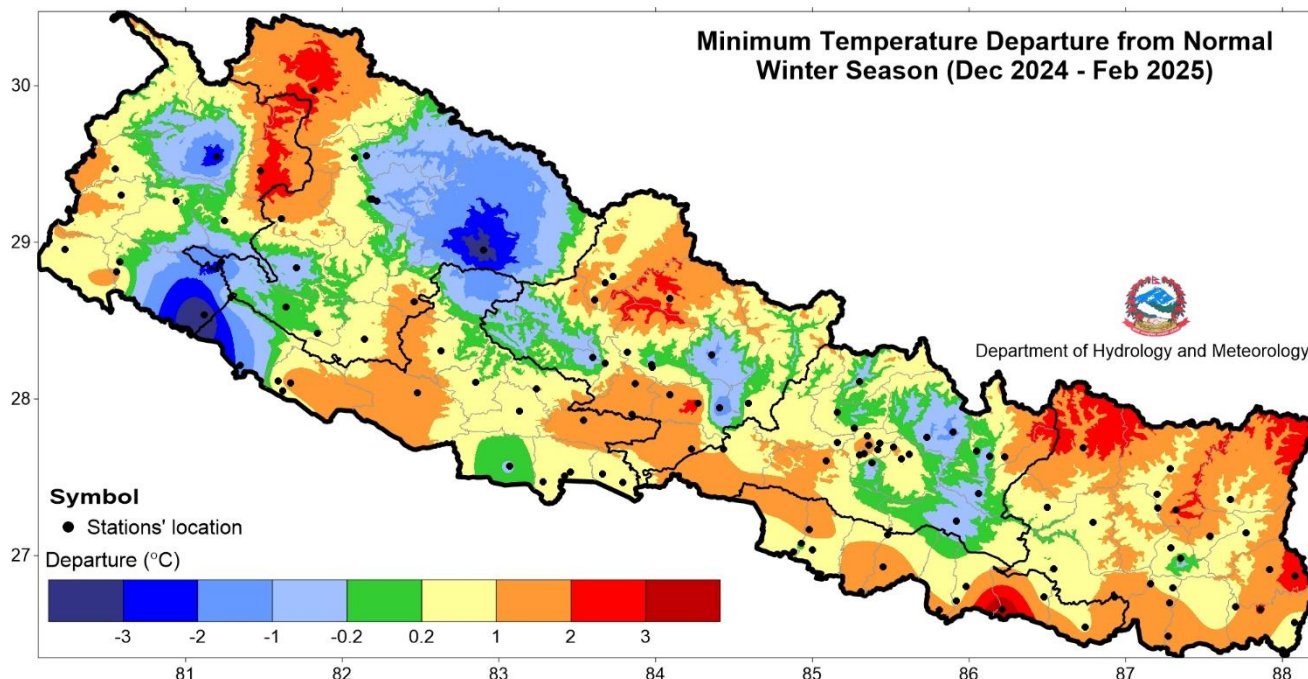 Minimum Temperature Departure from Normal
Winter Season (Dec 2024 - Feb 2025)
30
29
28
27
Department of Hydrology and Meteorology
Symbol
Stations' location
Departure (°C)
-3 -2 -1 -0.2 0.2 1 2 3
81 82 83 84 85 86 87 88